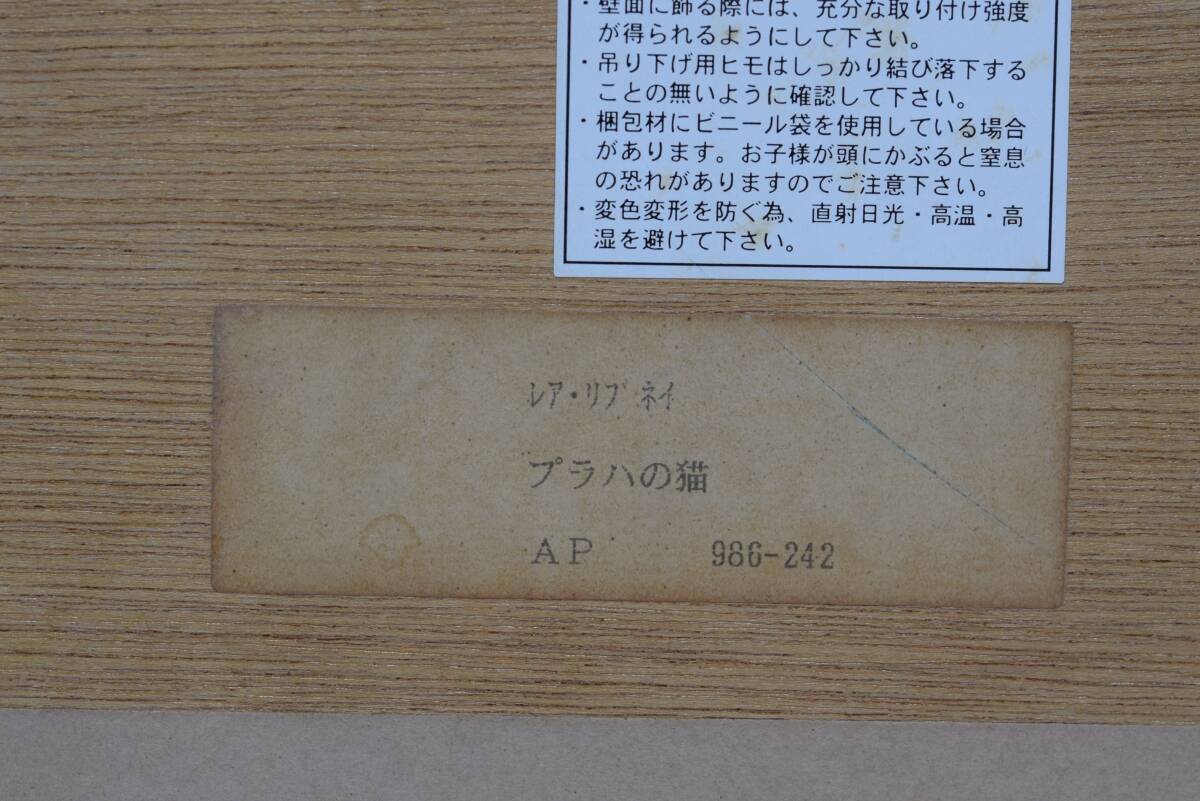 ・壁面に飾る際には、充分な取り付け強度
が得られるようにして下さい。
・吊り下げ用ヒモはしっかり結び落下する
ことの無いように確認して下さい。
・梱包材にビニール袋を使用している場合
があります。お子様が頭にかぶると窒息
の恐れがありますのでご注意下さい。
・変色変形を防ぐ為、直射日光・高温・高
湿を避けて下さい。
ﾚｱ・ﾘﾌﾞﾈｲ
プラハの猫
AP 986-242